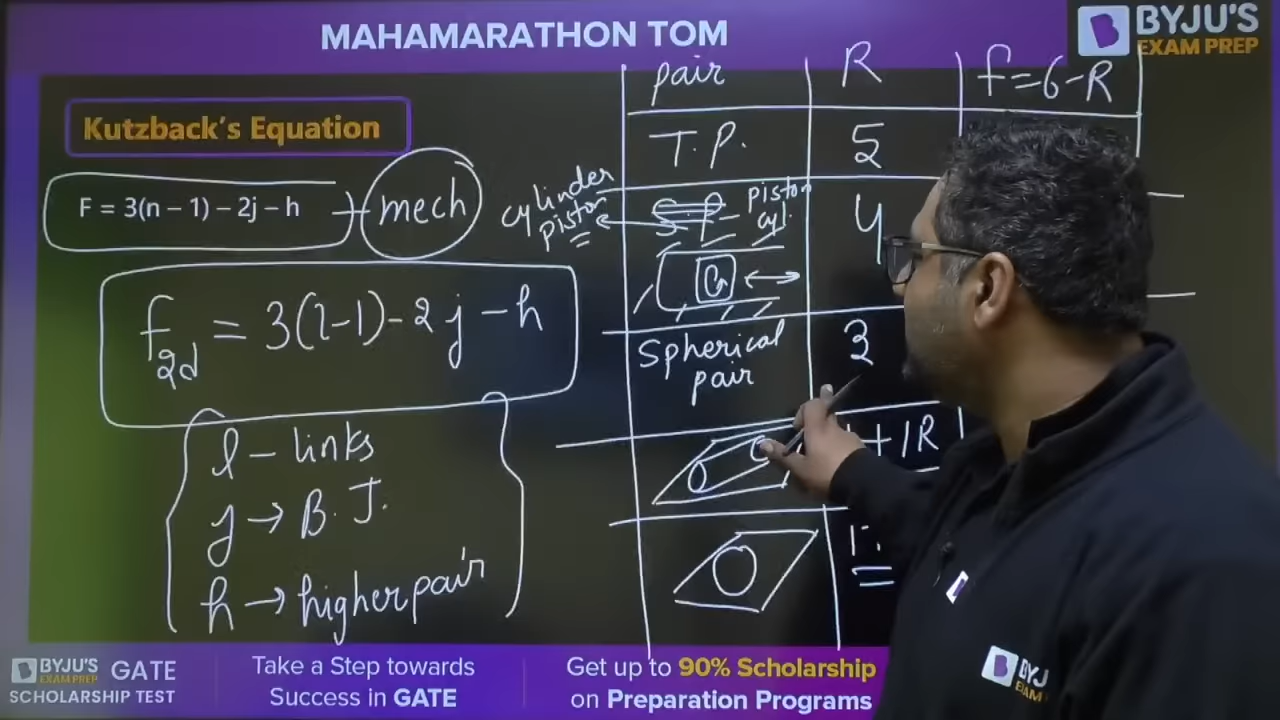 MAHAMARATHON TOM
BYJU'S
EXAM PREP
Kutzback's Equation
F = 3(n – 1) – 2j – h
mech
f2d = 3(l-1) - 2j - h
l - links
j → B.J.
h → higher pair
pair R f=6-R
T.P. 5
cylinder
piston
S.P. piston
cyl.
4
G
Spherical
pair
3
+ 1R
BYJU'S
EXAM PREP
GATE
SCHOLARSHIP TEST
Take a Step towards
Success in GATE
Get up to 90% Scholarship
on Preparation Programs